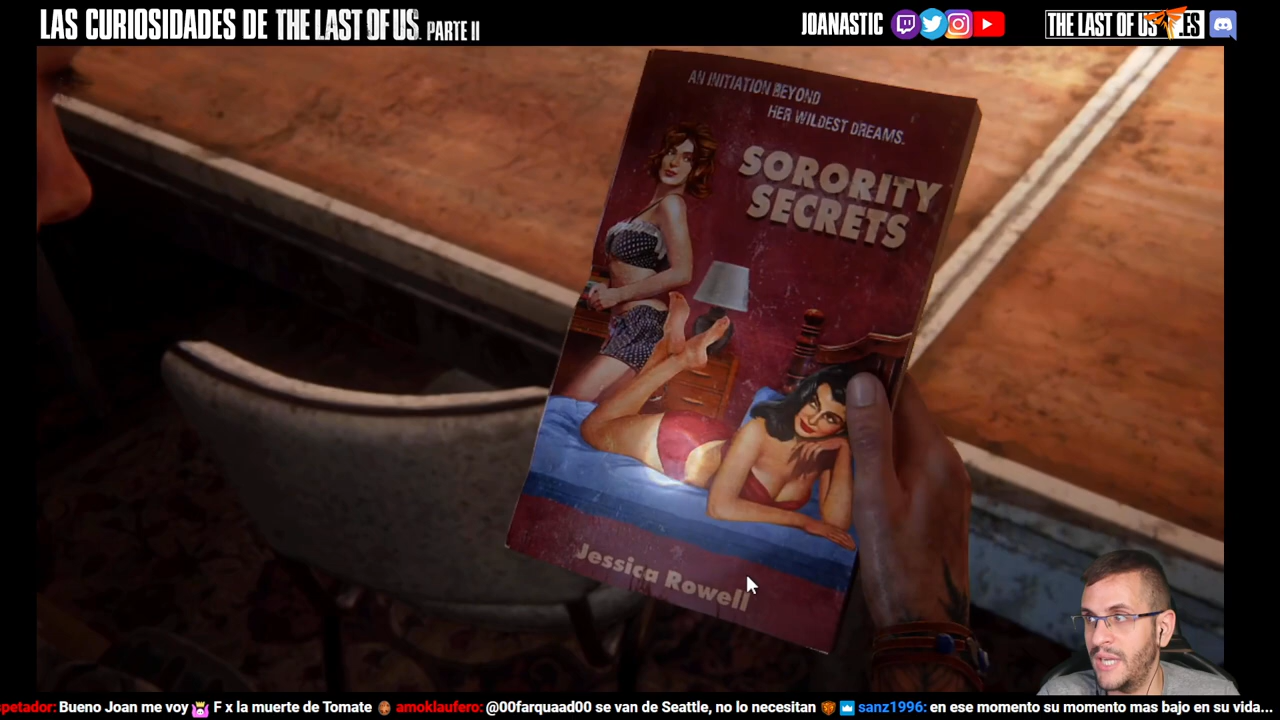 LAS CURIOSIDADES DE THE LAST OF US PARTE II
JOANASTIC
THE LAST OF US .ES
AN INITIATION BEYOND
HER WILDEST DREAMS.
SORORITY
SECRETS
Jessica Rowell
spetador: Bueno Joan me voy F x la muerte de Tomate amoklaufero: @00farquaad00 se van de Seattle, no lo necesitan sanz1996: en ese momento su momento mas bajo en su vida...